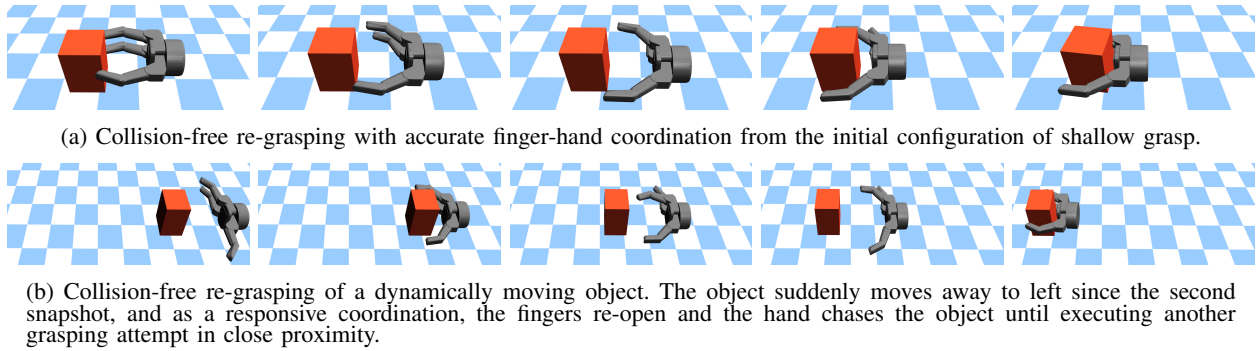 (a) Collision-free re-grasping with accurate finger-hand coordination from the initial configuration of shallow grasp.
(b) Collision-free re-grasping of a dynamically moving object. The object suddenly moves away to left since the second
snapshot, and as a responsive coordination, the fingers re-open and the hand chases the object until executing another
grasping attempt in close proximity.